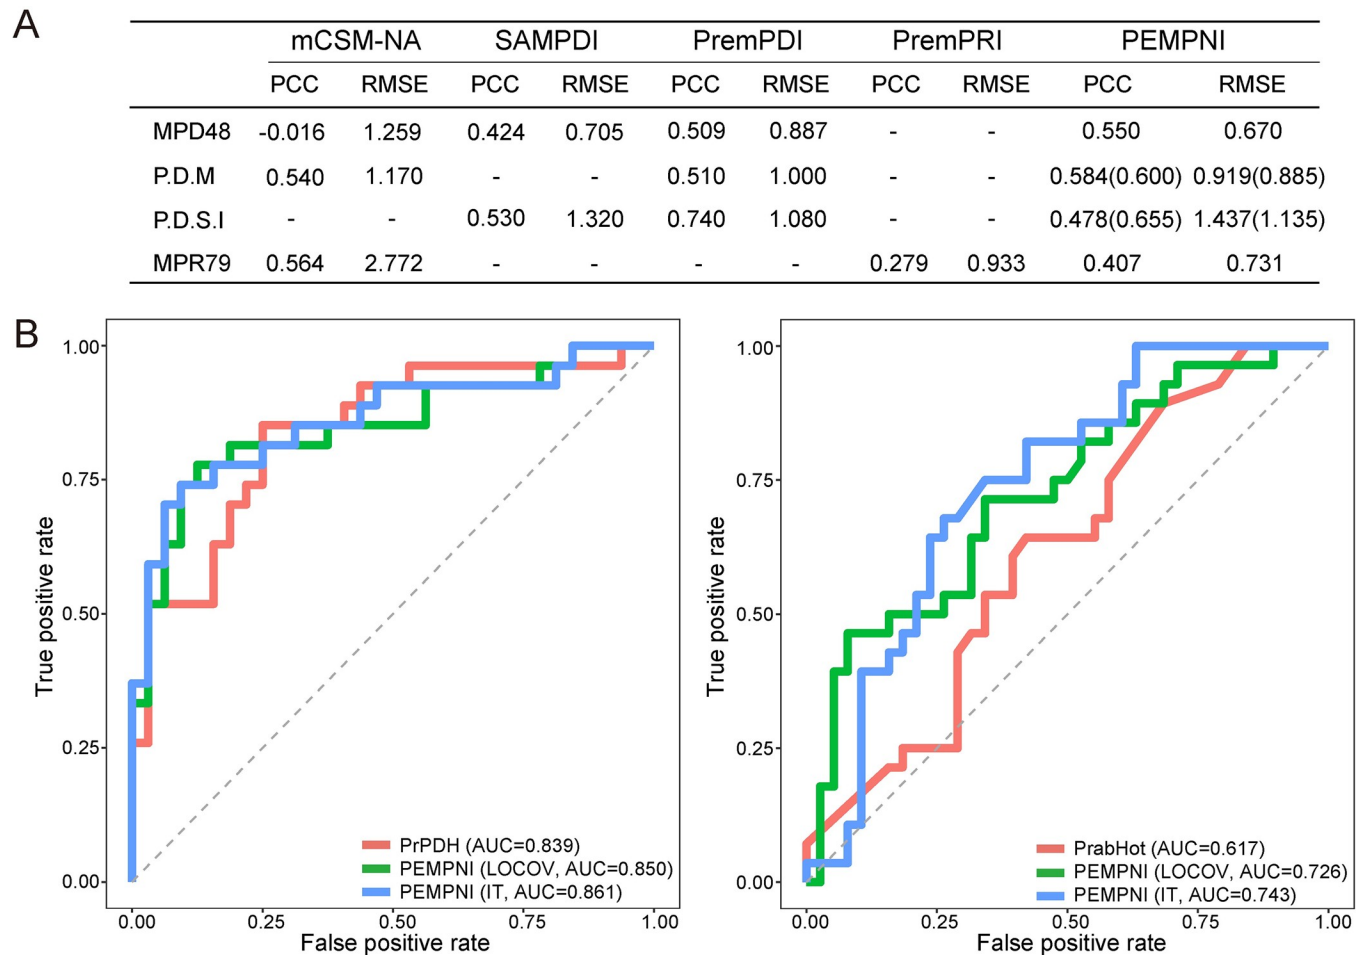 A
mCSM-NA SAMPDI PremPDI PremPRI PEMPNI
PCC RMSE PCC RMSE PCC RMSE PCC RMSE PCC RMSE
MPD48 -0.016 1.259 0.424 0.705 0.509 0.887 - - 0.550 0.670
P.D.M 0.540 1.170 - - 0.510 1.000 - - 0.584(0.600) 0.919(0.885)
P.D.S.I - - 0.530 1.320 0.740 1.080 - - 0.478(0.655) 1.437(1.135)
MPR79 0.564 2.772 - - - - 0.279 0.933 0.407 0.731
B
1.00
0.75
0.50
0.25
0.00
True positive rate
PrPDH (AUC=0.839)
PEMPNI (LOCOV, AUC=0.850)
PEMPNI (IT, AUC=0.861)
0.00 0.25 0.50 0.75 1.00
False positive rate
1.00
0.75
0.50
0.25
0.00
True positive rate
PrabHot (AUC=0.617)
PEMPNI (LOCOV, AUC=0.726)
PEMPNI (IT, AUC=0.743)
0.00 0.25 0.50 0.75 1.00
False positive rate